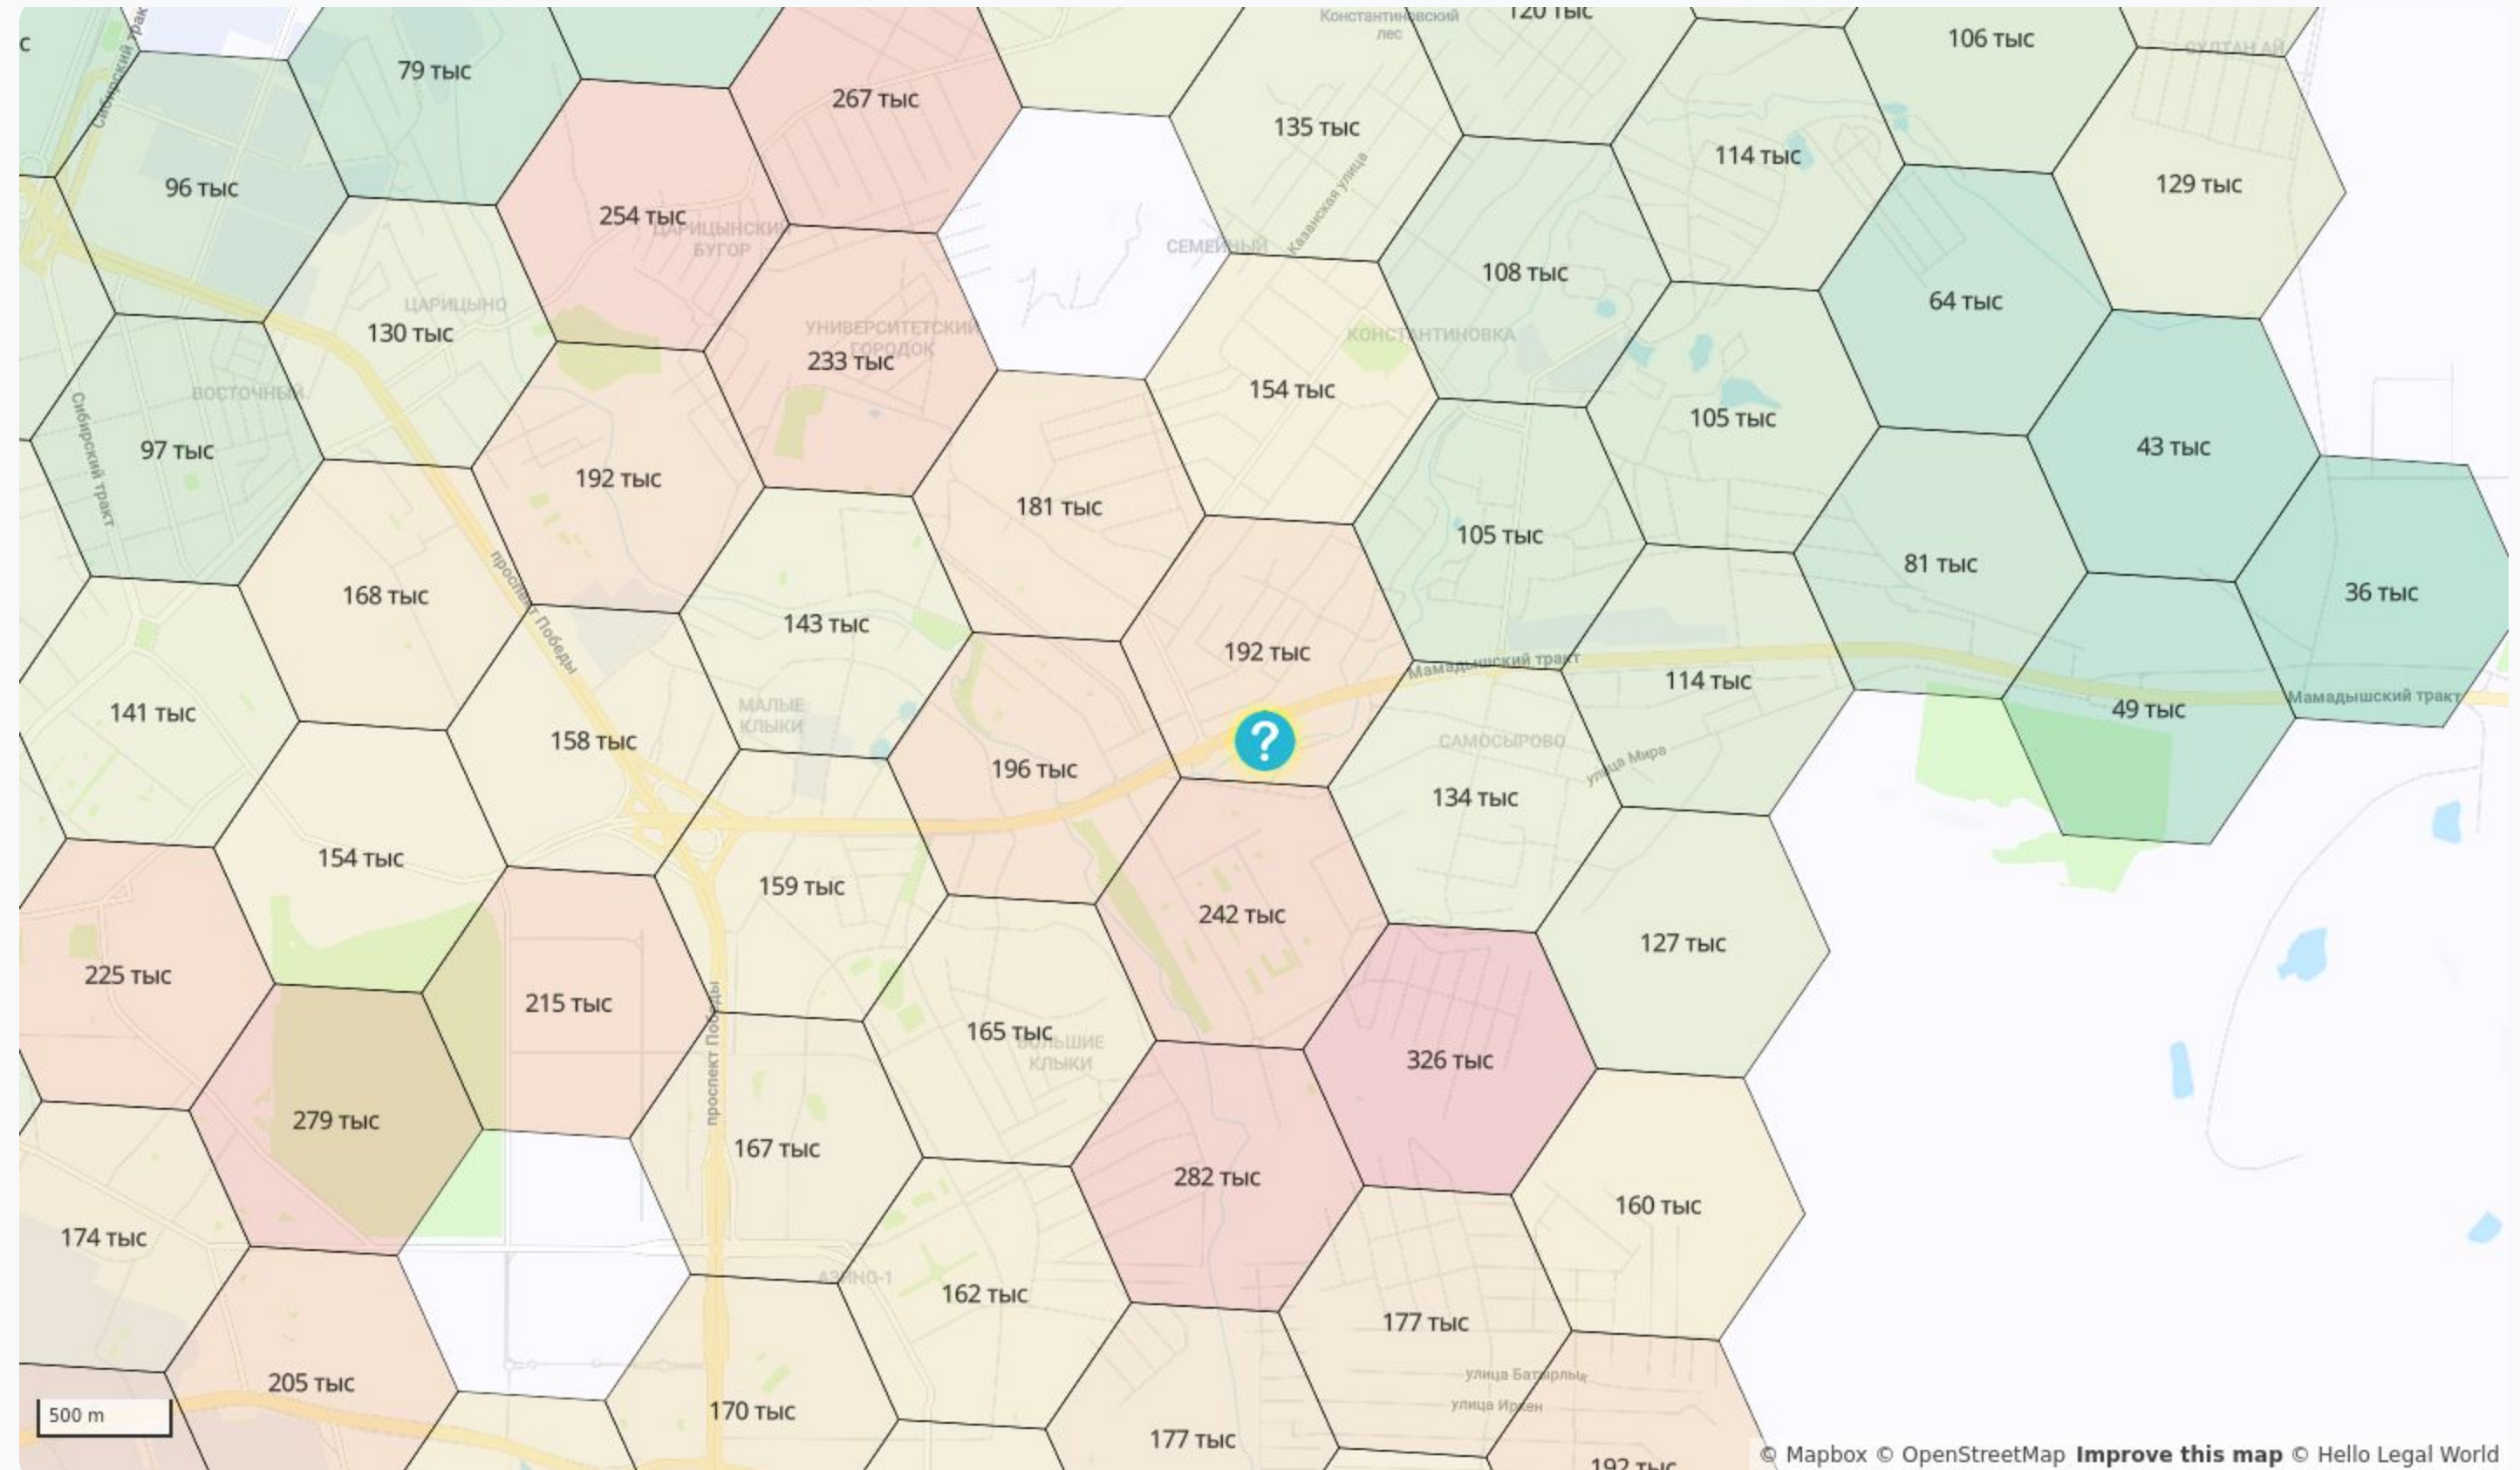 с
Сибирский трак
79 тыс
267 тыс
Константиновский
лес
120 тыс
106 тыс
СУЛТАН АЙ
96 тыс
254 тыс
ЦАРИЦЫНСКИЙ
БУГОР
135 тыс
Казанская улица
114 тыс
129 тыс
ЦАРИЦЫНО
130 тыс
УНИВЕРСИТЕТСКИЙ
ГОРОДОК
233 тыс
СЕМЕЙНЫЙ
108 тыс
64 тыс
ВОСТОЧНЫЙ
Сибирский тракт
97 тыс
192 тыс
181 тыс
154 тыс
КОНСТАНТИНОВКА
105 тыс
105 тыс
43 тыс
168 тыс
проспект Победы
143 тыс
192 тыс
81 тыс
36 тыс
141 тыс
158 тыс
МАЛЫЕ
КЛЫКИ
196 тыс
?
Мамадышский тракт
114 тыс
49 тыс
Мамадышский тракт
САМОСЫРОВО
улица Мира
134 тыс
154 тыс
159 тыс
242 тыс
127 тыс
225 тыс
215 тыс
проспект Победы
165 тыс
БОЛЬШИЕ
КЛЫКИ
326 тыс
279 тыс
167 тыс
282 тыс
160 тыс
174 тыс
АЗИНО-1
162 тыс
177 тыс
205 тыс
170 тыс
улица Батырлык
улица Иркен
177 тыс
192 тыс
500 m
© Mapbox © OpenStreetMap Improve this map © Hello Legal World